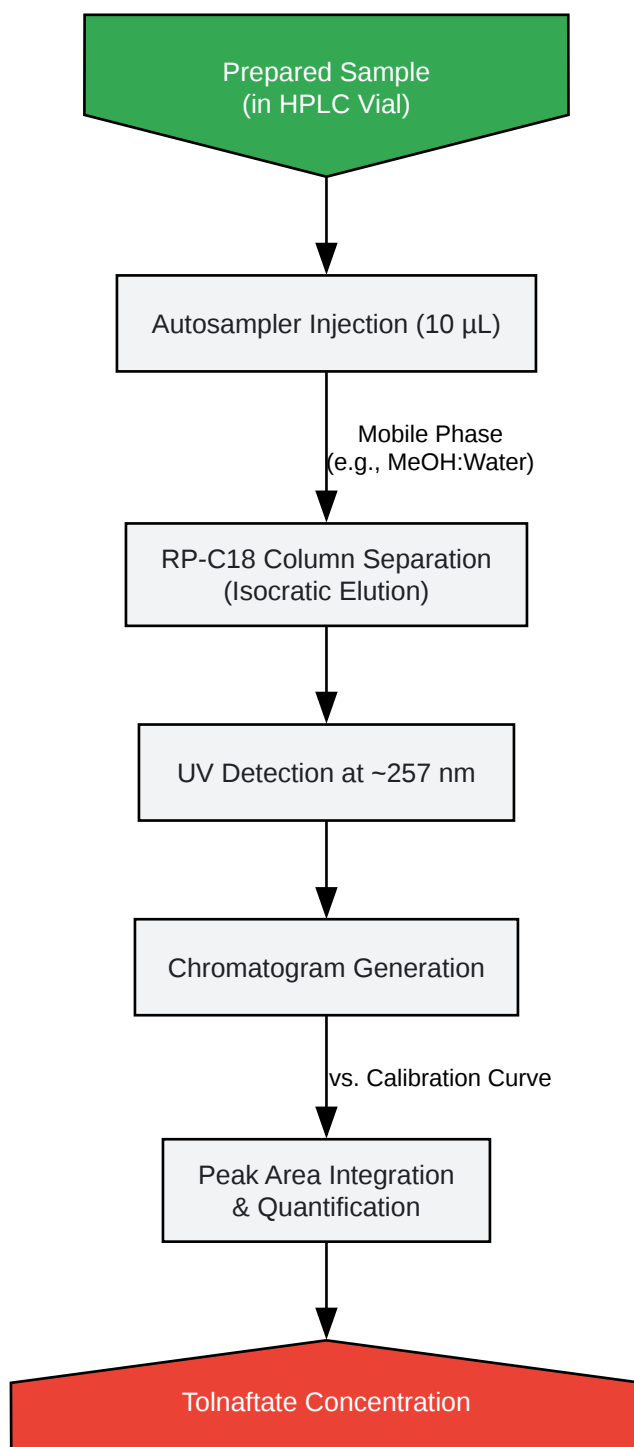 Prepared Sample
(in HPLC Vial)
Autosampler Injection (10 µL)
Mobile Phase
(e.g., MeOH:Water)
RP-C18 Column Separation
(Isocratic Elution)
UV Detection at ~257 nm
Chromatogram Generation
vs. Calibration Curve
Peak Area Integration
& Quantification
Tolnaftate Concentration